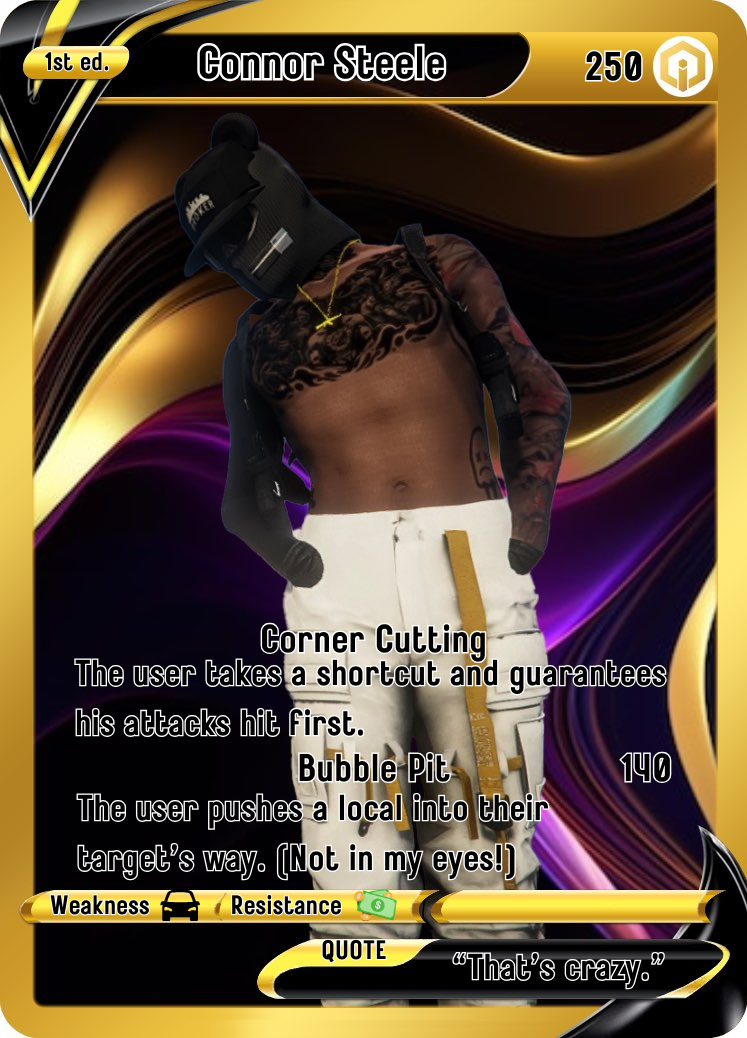 1st ed.
Connor Steele
250
Corner Cutting
The user takes a shortcut and guarantees
his attacks hit first.
Bubble Pit 140
The user pushes a local into their
target's way. (Not in my eyes!)
Weakness Resistance
QUOTE
"That's crazy."